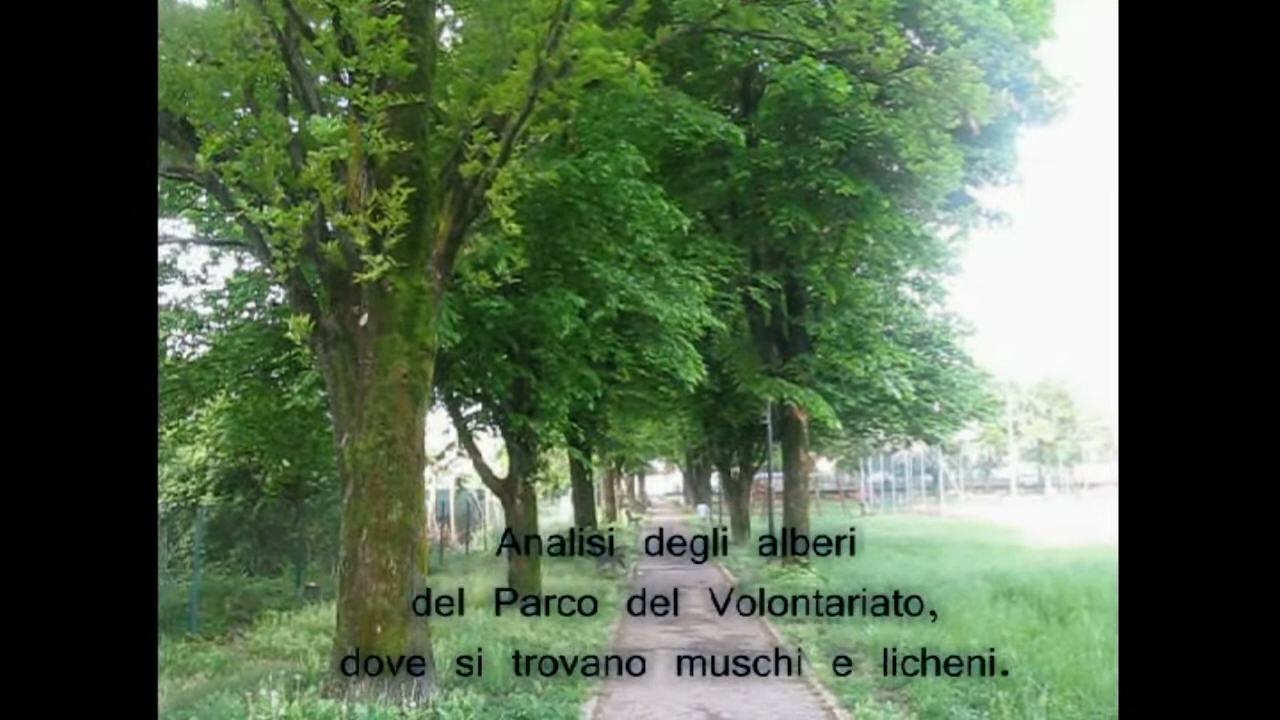 Analisi degli alberi
del Parco del Volontariato,
dove si trovano muschi e licheni.